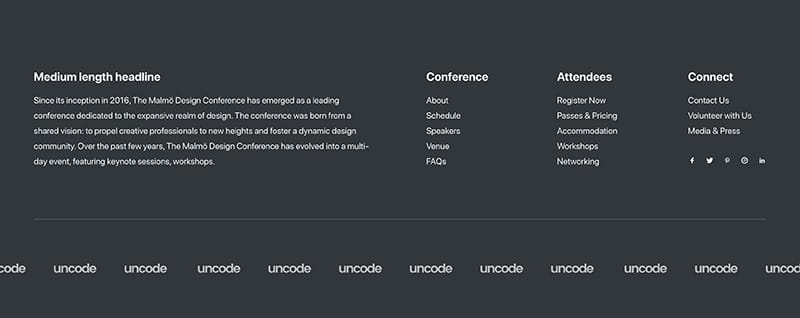 Medium length headline
Since its inception in 2016, The Malmö Design Conference has emerged as a leading
conference dedicated to the expansive realm of design. The conference was born from a
shared vision: to propel creative professionals to new heights and foster a dynamic design
community. Over the past few years, The Malmö Design Conference has evolved into a multi-
day event, featuring keynote sessions, workshops.
Conference
About
Schedule
Speakers
Venue
FAQs
Attendees
Register Now
Passes & Pricing
Accommodation
Workshops
Networking
Connect
Contact Us
Volunteer with Us
Media & Press
code uncode uncode uncode uncode uncode uncode uncode uncode uncode uncode uncod